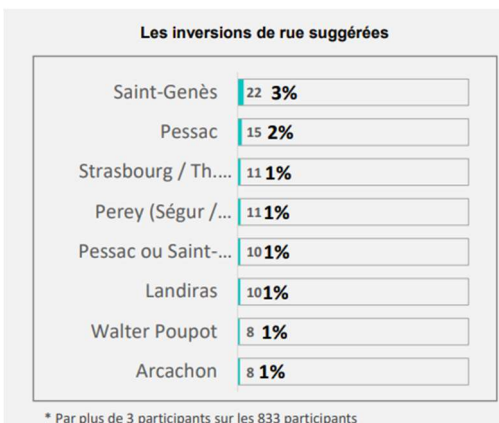 Les inversions de rue suggérées
Saint-Genès 22 3%
Pessac 15 2%
Strasbourg / Th.... 11 1%
Perey (Ségur /... 11 1%
Pessac ou Saint-... 10 1%
Landiras 10 1%
Walter Poupot 8 1%
Arcachon 8 1%
* Par plus de 3 participants sur les 833 participants